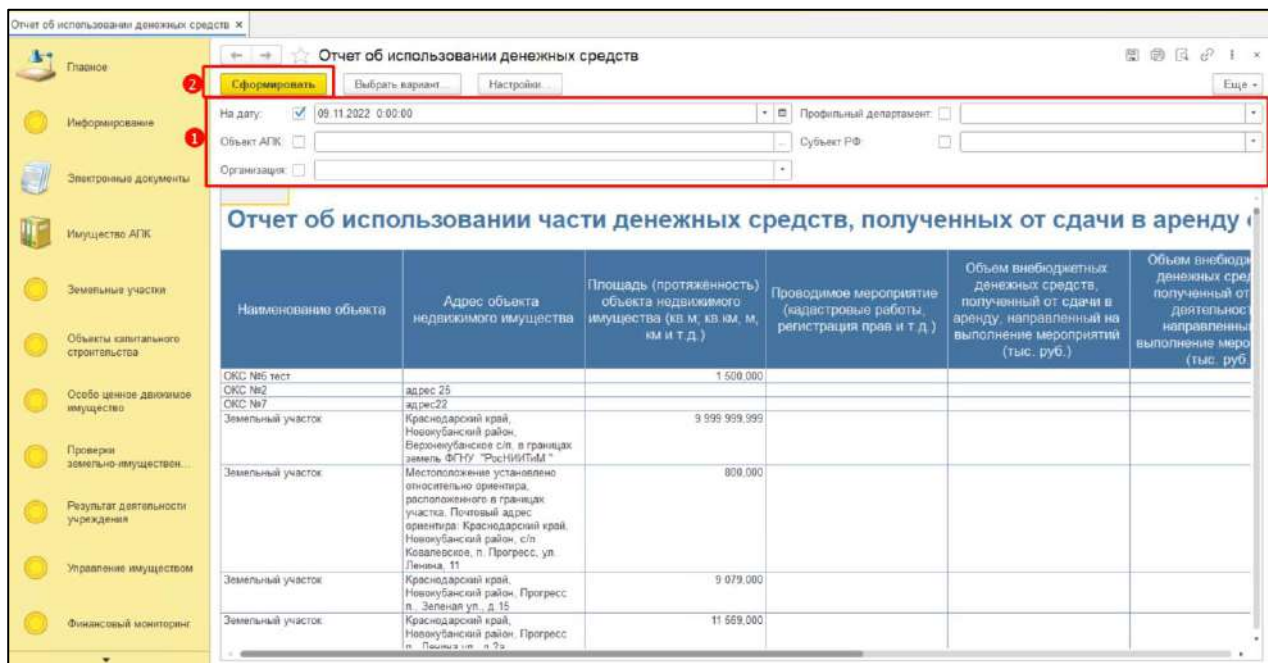 Отчет об использовании денежных средств ×
Главное
Информирование
Электронные документы
Имущество АПК
Земельные участки
Объекты капитального
строительства
Особо ценное движимое
имущество
Проверки
земельно-имуществен...
Результат деятельности
учреждения
Управление имуществом
Финансовый мониторинг
Отчет об использовании денежных средств
2
Сформировать
Выбрать вариант...
Настройки...
Еще
1
На дату: 09.11.2022 0:00:00
Профильный департамент:
Объект АПК:
Субъект РФ:
Организация:
Отчет об использовании части денежных средств, полученных от сдачи в аренду
Наименование объекта
Адрес объекта
недвижимого имущества
Площадь (протяженность)
объекта недвижимого
имущества (кв.м; кв.км, м,
км и т.д.)
Проводимое мероприятие
(кадастровые работы,
регистрация прав и т.д.)
Объем внебюджетных
денежных средств,
полученный от сдачи в
аренду, направленный на
выполнение мероприятий
(тыс. руб.)
Объем внебюдж
денежных сред
полученный от
деятельнос
направленны
выполнение меро
(тыс. руб
ОКС №6 тест 1 500,000
ОКС №2 адрес 25
ОКС №7 адрес22
Земельный участок
Краснодарский край,
Новокубанский район,
Верхнекубанское с/п. в границах
земель ФГНУ "РосНИИТиМ"
9 999 999,999
Земельный участок
Местоположение установлено
относительно ориентира,
расположенного в границах
участка. Почтовый адрес
ориентира: Краснодарский край,
Новокубанский район, с/п
Ковалевское, п. Прогресс, ул.
Ленина, 11
800,000
Земельный участок
Краснодарский край,
Новокубанский район, Прогресс
п., Зеленая ул., д 15
9 079,000
Земельный участок
Краснодарский край,
Новокубанский район, Прогресс
п., Ленина ул., д 2а
11 569,000